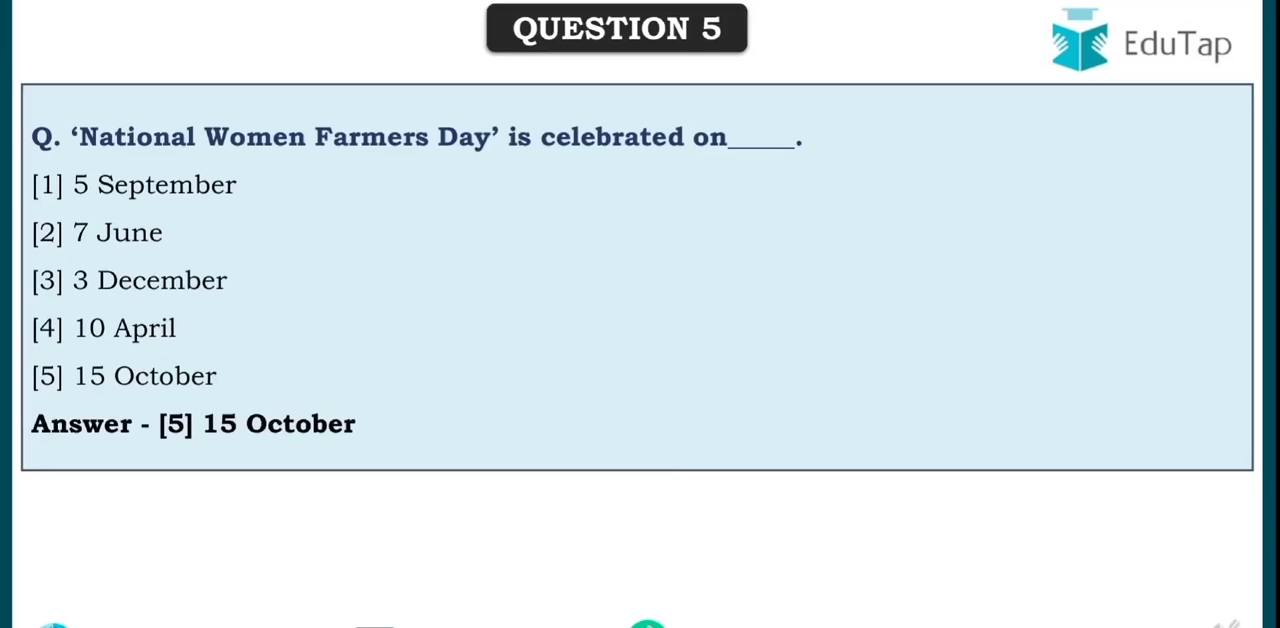 QUESTION 5
EduTap
Q. ‘National Women Farmers Day’ is celebrated on_____.
[1] 5 September
[2] 7 June
[3] 3 December
[4] 10 April
[5] 15 October
Answer - [5] 15 October